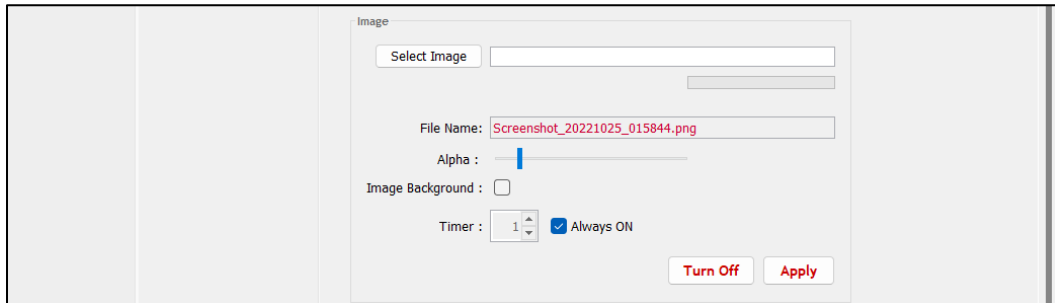 Image
Select Image
File Name: Screenshot_20221025_015844.png
Alpha :
Image Background :
Timer : 1 Always ON
Turn Off Apply